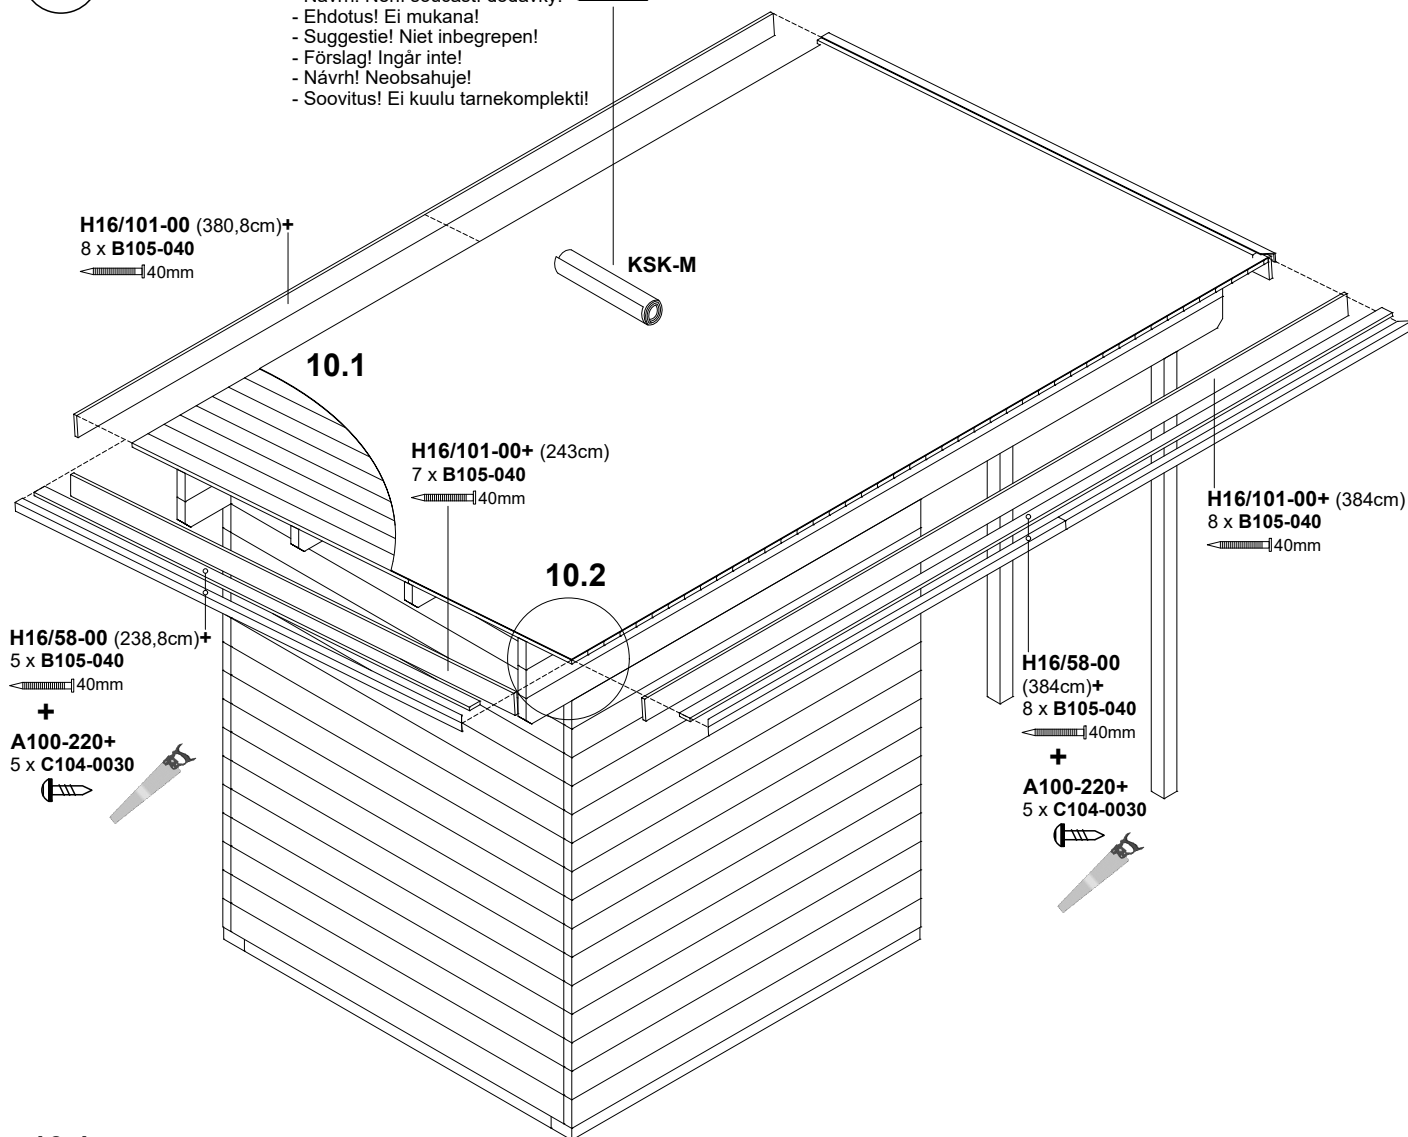 - Ehdotus! Ei mukana!
- Suggestie! Niet inbegrepen!
- Förslag! Ingår inte!
- Návrh! Neobsahuje!
- Soovitus! Ei kuulu tarnekomplekti!
H16/101-00 (380,8cm)+
8 x B105-040
40mm
KSK-M
10.1
H16/101-00+ (243cm)
7 x B105-040
40mm
H16/101-00+ (384cm)
8 x B105-040
40mm
10.2
H16/58-00 (238,8cm)+
5 x B105-040
40mm
+
A100-220+
5 x C104-0030
H16/58-00
(384cm)+
8 x B105-040
40mm
+
A100-220+
5 x C104-0030